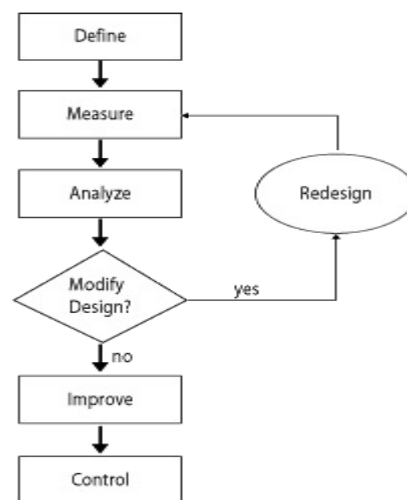 Define
Measure
Analyze
Redesign
Modify
Design?
yes
no
Improve
Control